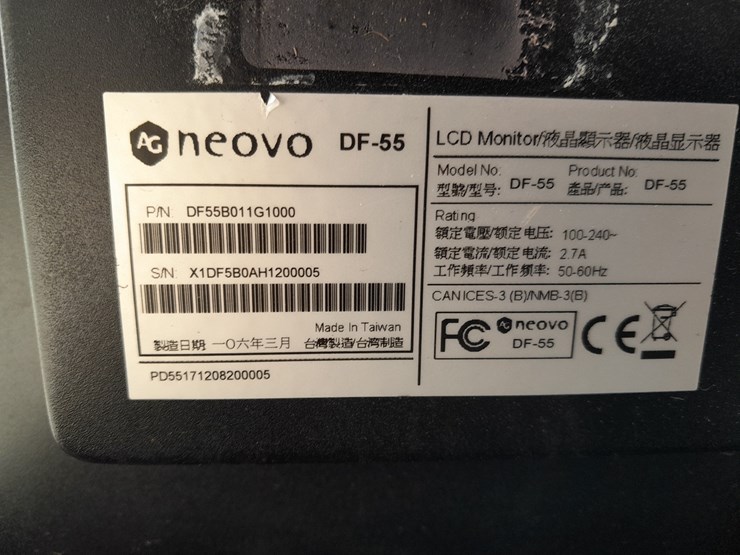 AG neovo DF-55
P/N DF55B011G1000
S/N X1DF5B0AH1200005
Made In Taiwan
製造日期 一〇六年三月 台灣製造/台湾制造
PD55171208200005
LCD Monitor/液晶顯示器/液晶显示器
Model No: Product No:
型號/型号: DF-55 產品/产品: DF-55
Rating
額定電壓/额定电压: 100-240~
額定電流/额定电流: 2.7A
工作頻率/工作频率: 50-60Hz
CAN ICES-3 (B)/NMB-3(B)
FC AG neovo CE
DF-55